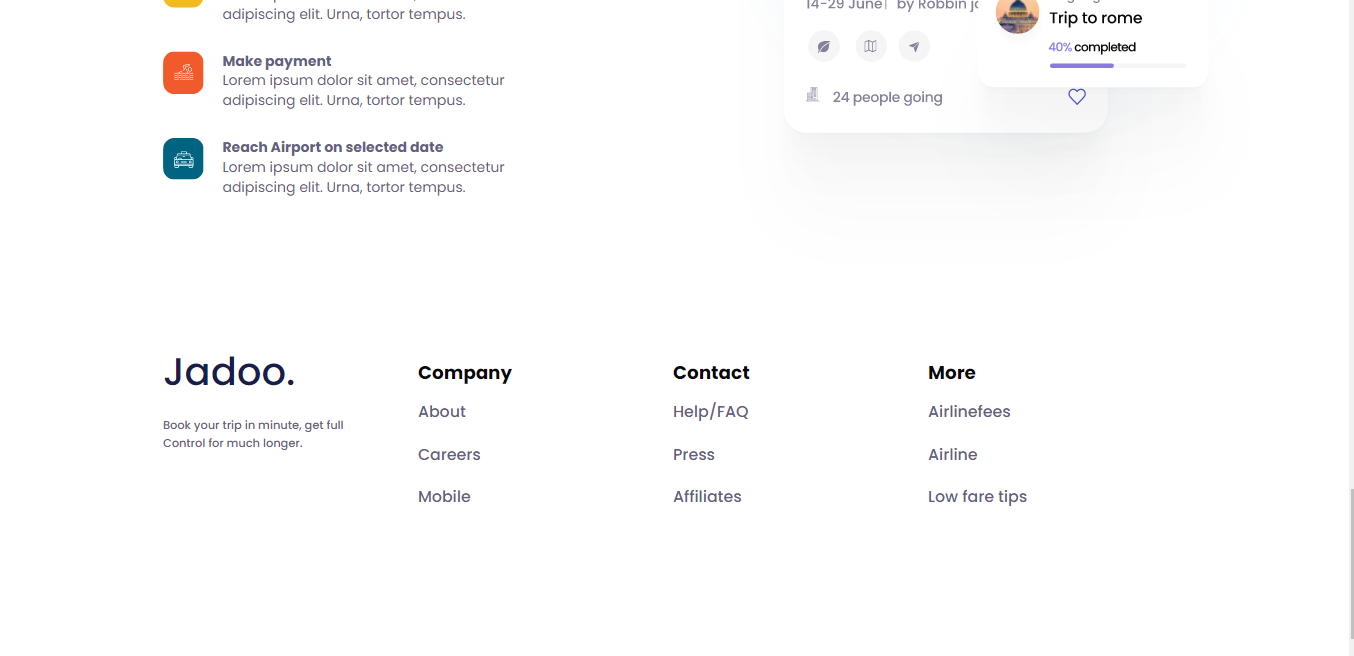 adipiscing elit. Urna, tortor tempus.
Make payment
Lorem ipsum dolor sit amet, consectetur
adipiscing elit. Urna, tortor tempus.
Reach Airport on selected date
Lorem ipsum dolor sit amet, consectetur
adipiscing elit. Urna, tortor tempus.
14-29 June| by Robbin
Trip to rome
40% completed
24 people going
Jadoo.
Book your trip in minute, get full
Control for much longer.
Company
About
Careers
Mobile
Contact
Help/FAQ
Press
Affiliates
More
Airlinefees
Airline
Low fare tips